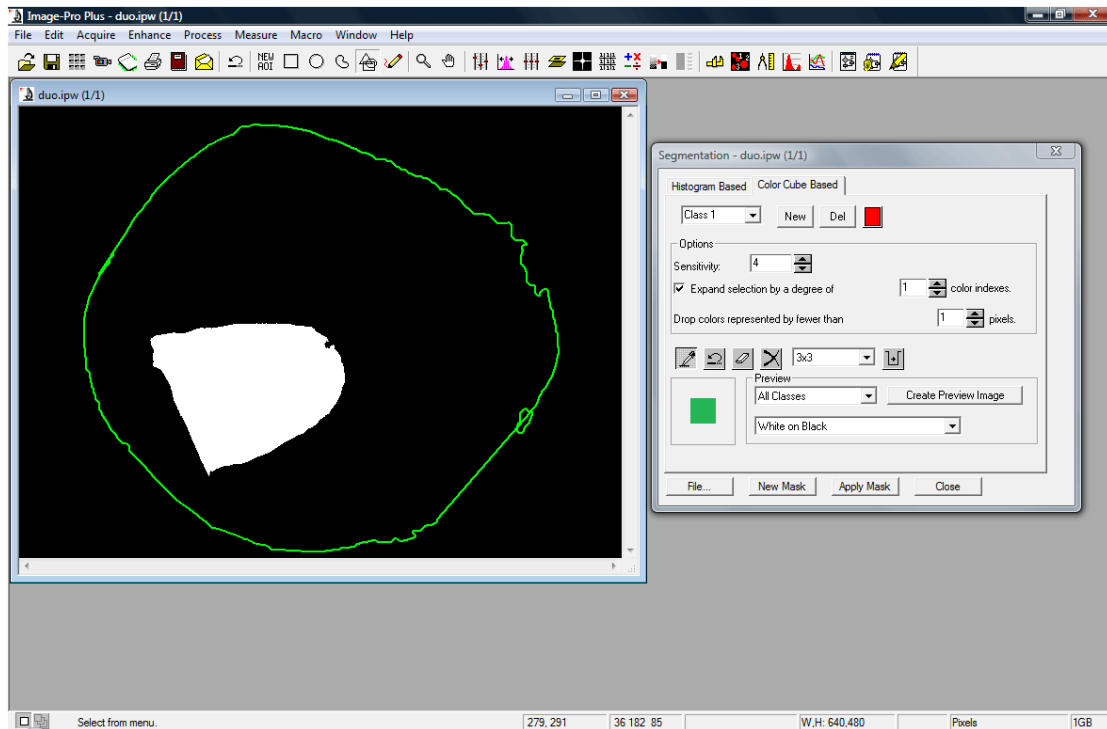 Image-Pro Plus - duo.ipw (1/1)
File Edit Acquire Enhance Process Measure Macro Window Help
NEW
AOI
duo.ipw (1/1)
Segmentation - duo.ipw (1/1)
Histogram Based Color Cube Based
Class 1 New Del
Options
Sensitivity: 4
Expand selection by a degree of 1 color indexes.
Drop colors represented by fewer than 1 pixels.
3x3
Preview
All Classes Create Preview Image
White on Black
File... New Mask Apply Mask Close
Select from menu. 279, 291 36 182 85 W,H: 640,480 Pixels 1GB